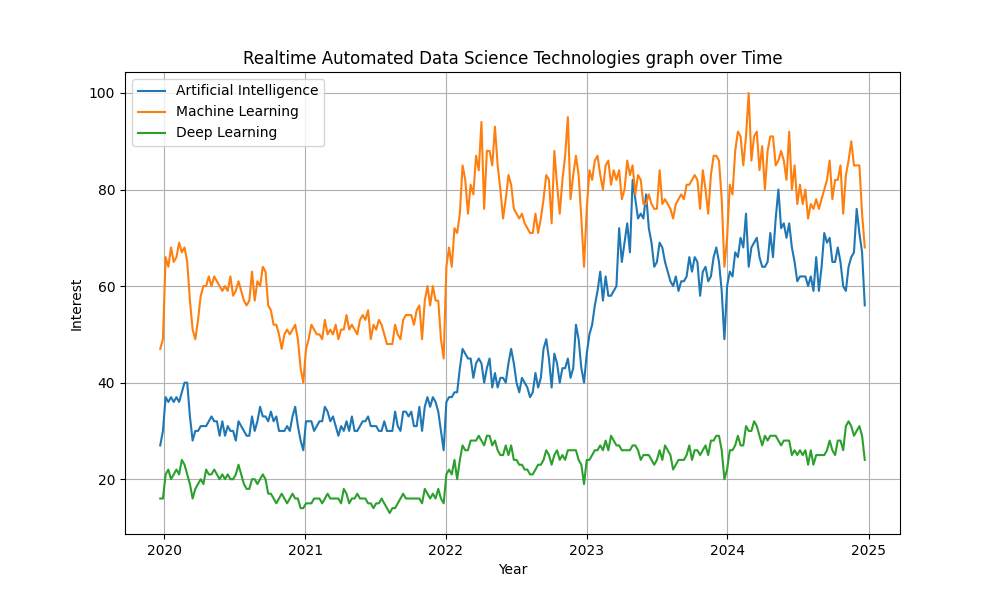 Realtime Automated Data Science Technologies graph over Time
Artificial Intelligence
Machine Learning
Deep Learning
Interest
100
80
60
40
20
2020 2021 2022 2023 2024 2025
Year